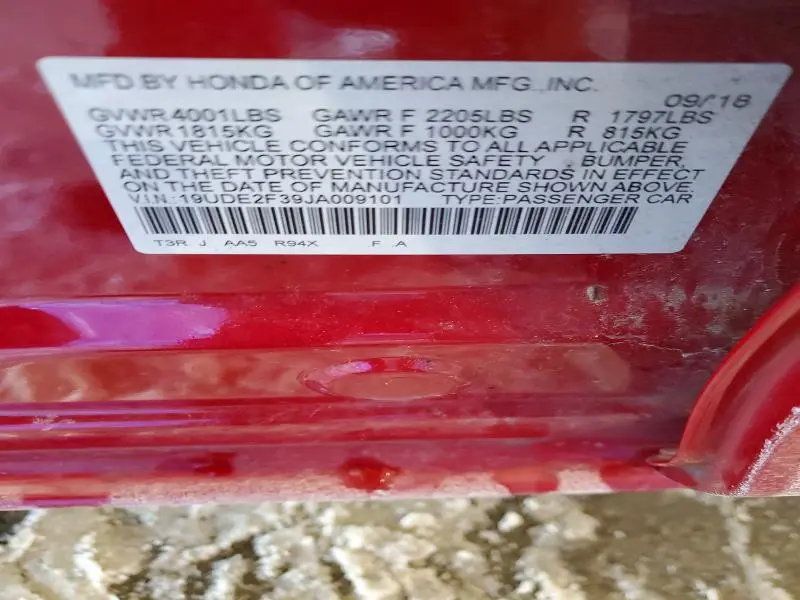 MFD BY HONDA OF AMERICA MFG., INC.
09/18
GVWR 4001LBS GAWR F 2205LBS R 1797LBS
GVWR 1815KG GAWR F 1000KG R 815KG
THIS VEHICLE CONFORMS TO ALL APPLICABLE
FEDERAL MOTOR VEHICLE SAFETY, BUMPER,
AND THEFT PREVENTION STANDARDS IN EFFECT
ON THE DATE OF MANUFACTURE SHOWN ABOVE.
V.I.N.:19UDE2F39JA009101 TYPE:PASSENGER CAR
T3R J AA5 R94X F A